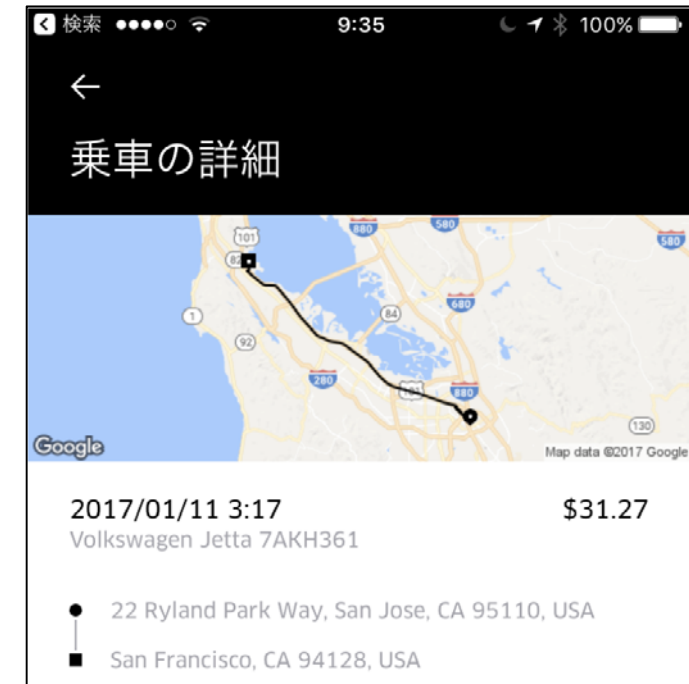 検索 9:35 100%
乗車の詳細
101
880
580
580
82
680
1
84
92
280
101
880
130
Google
Map data ©2017 Google
2017/01/11 3:17 $31.27
Volkswagen Jetta 7AKH361
22 Ryland Park Way, San Jose, CA 95110, USA
San Francisco, CA 94128, USA